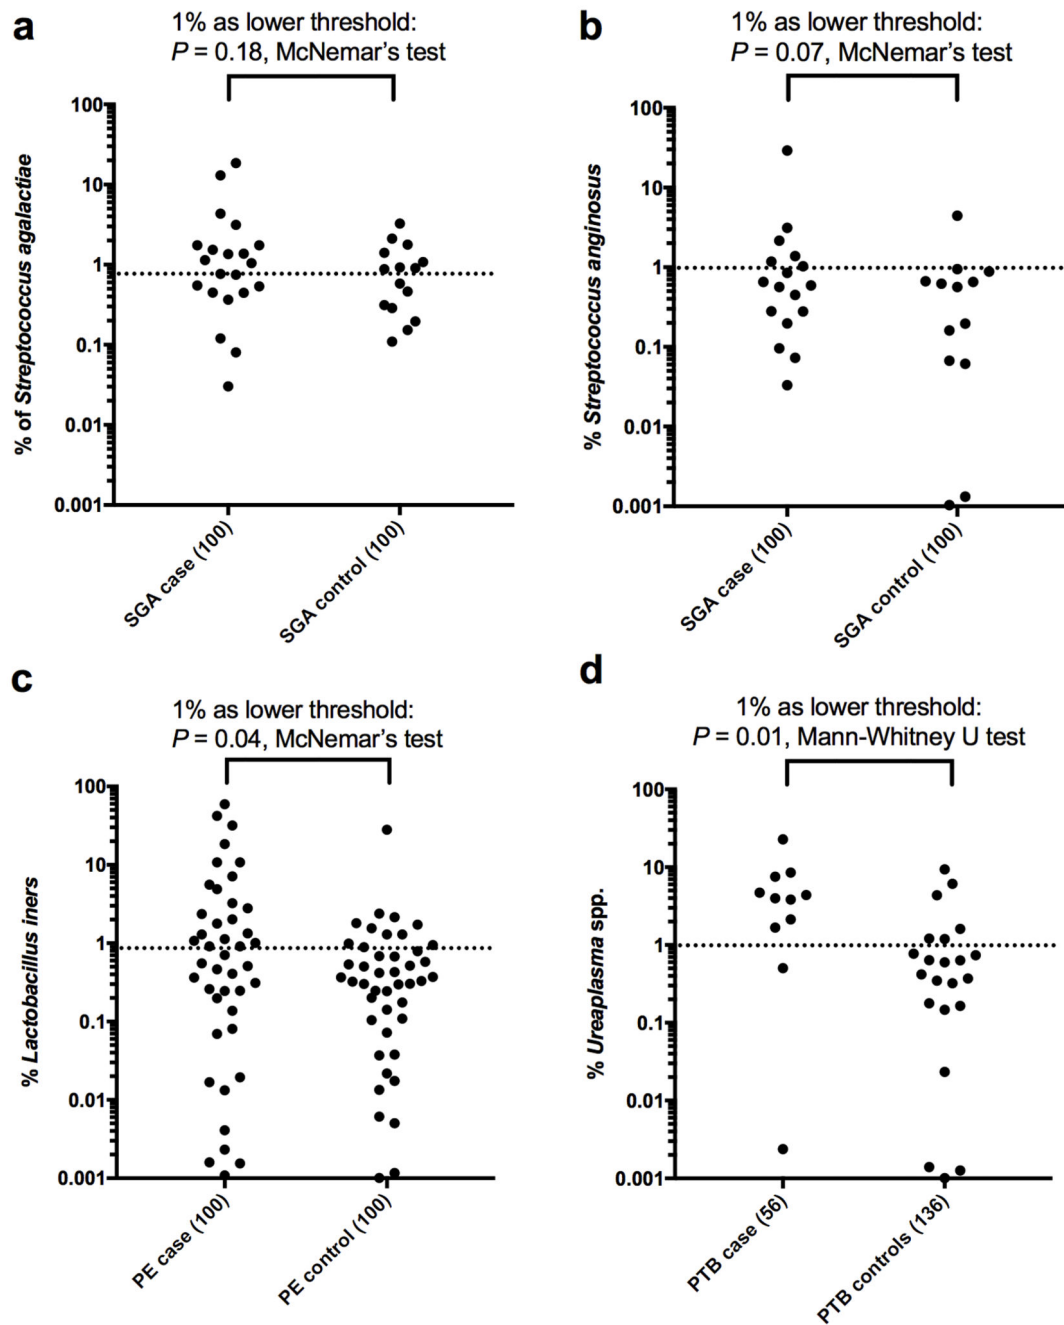 a
1% as lower threshold:
P = 0.18, McNemar's test
% of Streptococcus agalactiae
100
10
1
0.1
0.01
0.001
SGA case (100)
SGA control (100)
b
1% as lower threshold:
P = 0.07, McNemar's test
% Streptococcus anginosus
100
10
1
0.1
0.01
0.001
SGA case (100)
SGA control (100)
c
1% as lower threshold:
P = 0.04, McNemar's test
% Lactobacillus iners
100
10
1
0.1
0.01
0.001
PE case (100)
PE control (100)
d
1% as lower threshold:
P = 0.01, Mann-Whitney U test
% Ureaplasma spp.
100
10
1
0.1
0.01
0.001
PTB case (56)
PTB controls (136)